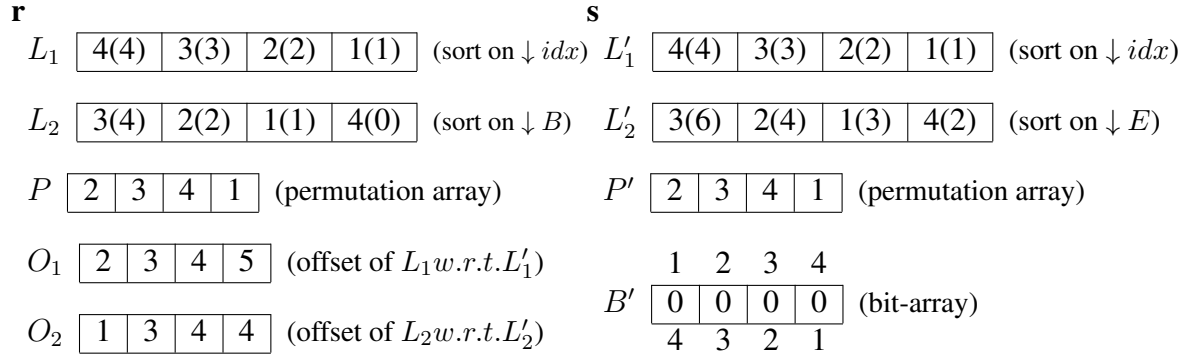 r
L₁ 4(4) 3(3) 2(2) 1(1) (sort on ↓ idx)
L₂ 3(4) 2(2) 1(1) 4(0) (sort on ↓ B)
P 2 3 4 1 (permutation array)
O₁ 2 3 4 5 (offset of L₁w.r.t.L′₁)
O₂ 1 3 4 4 (offset of L₂w.r.t.L′₂)
s
L′₁ 4(4) 3(3) 2(2) 1(1) (sort on ↓ idx)
L′₂ 3(6) 2(4) 1(3) 4(2) (sort on ↓ E)
P′ 2 3 4 1 (permutation array)
1 2 3 4
B′ 0 0 0 0 (bit-array)
4 3 2 1